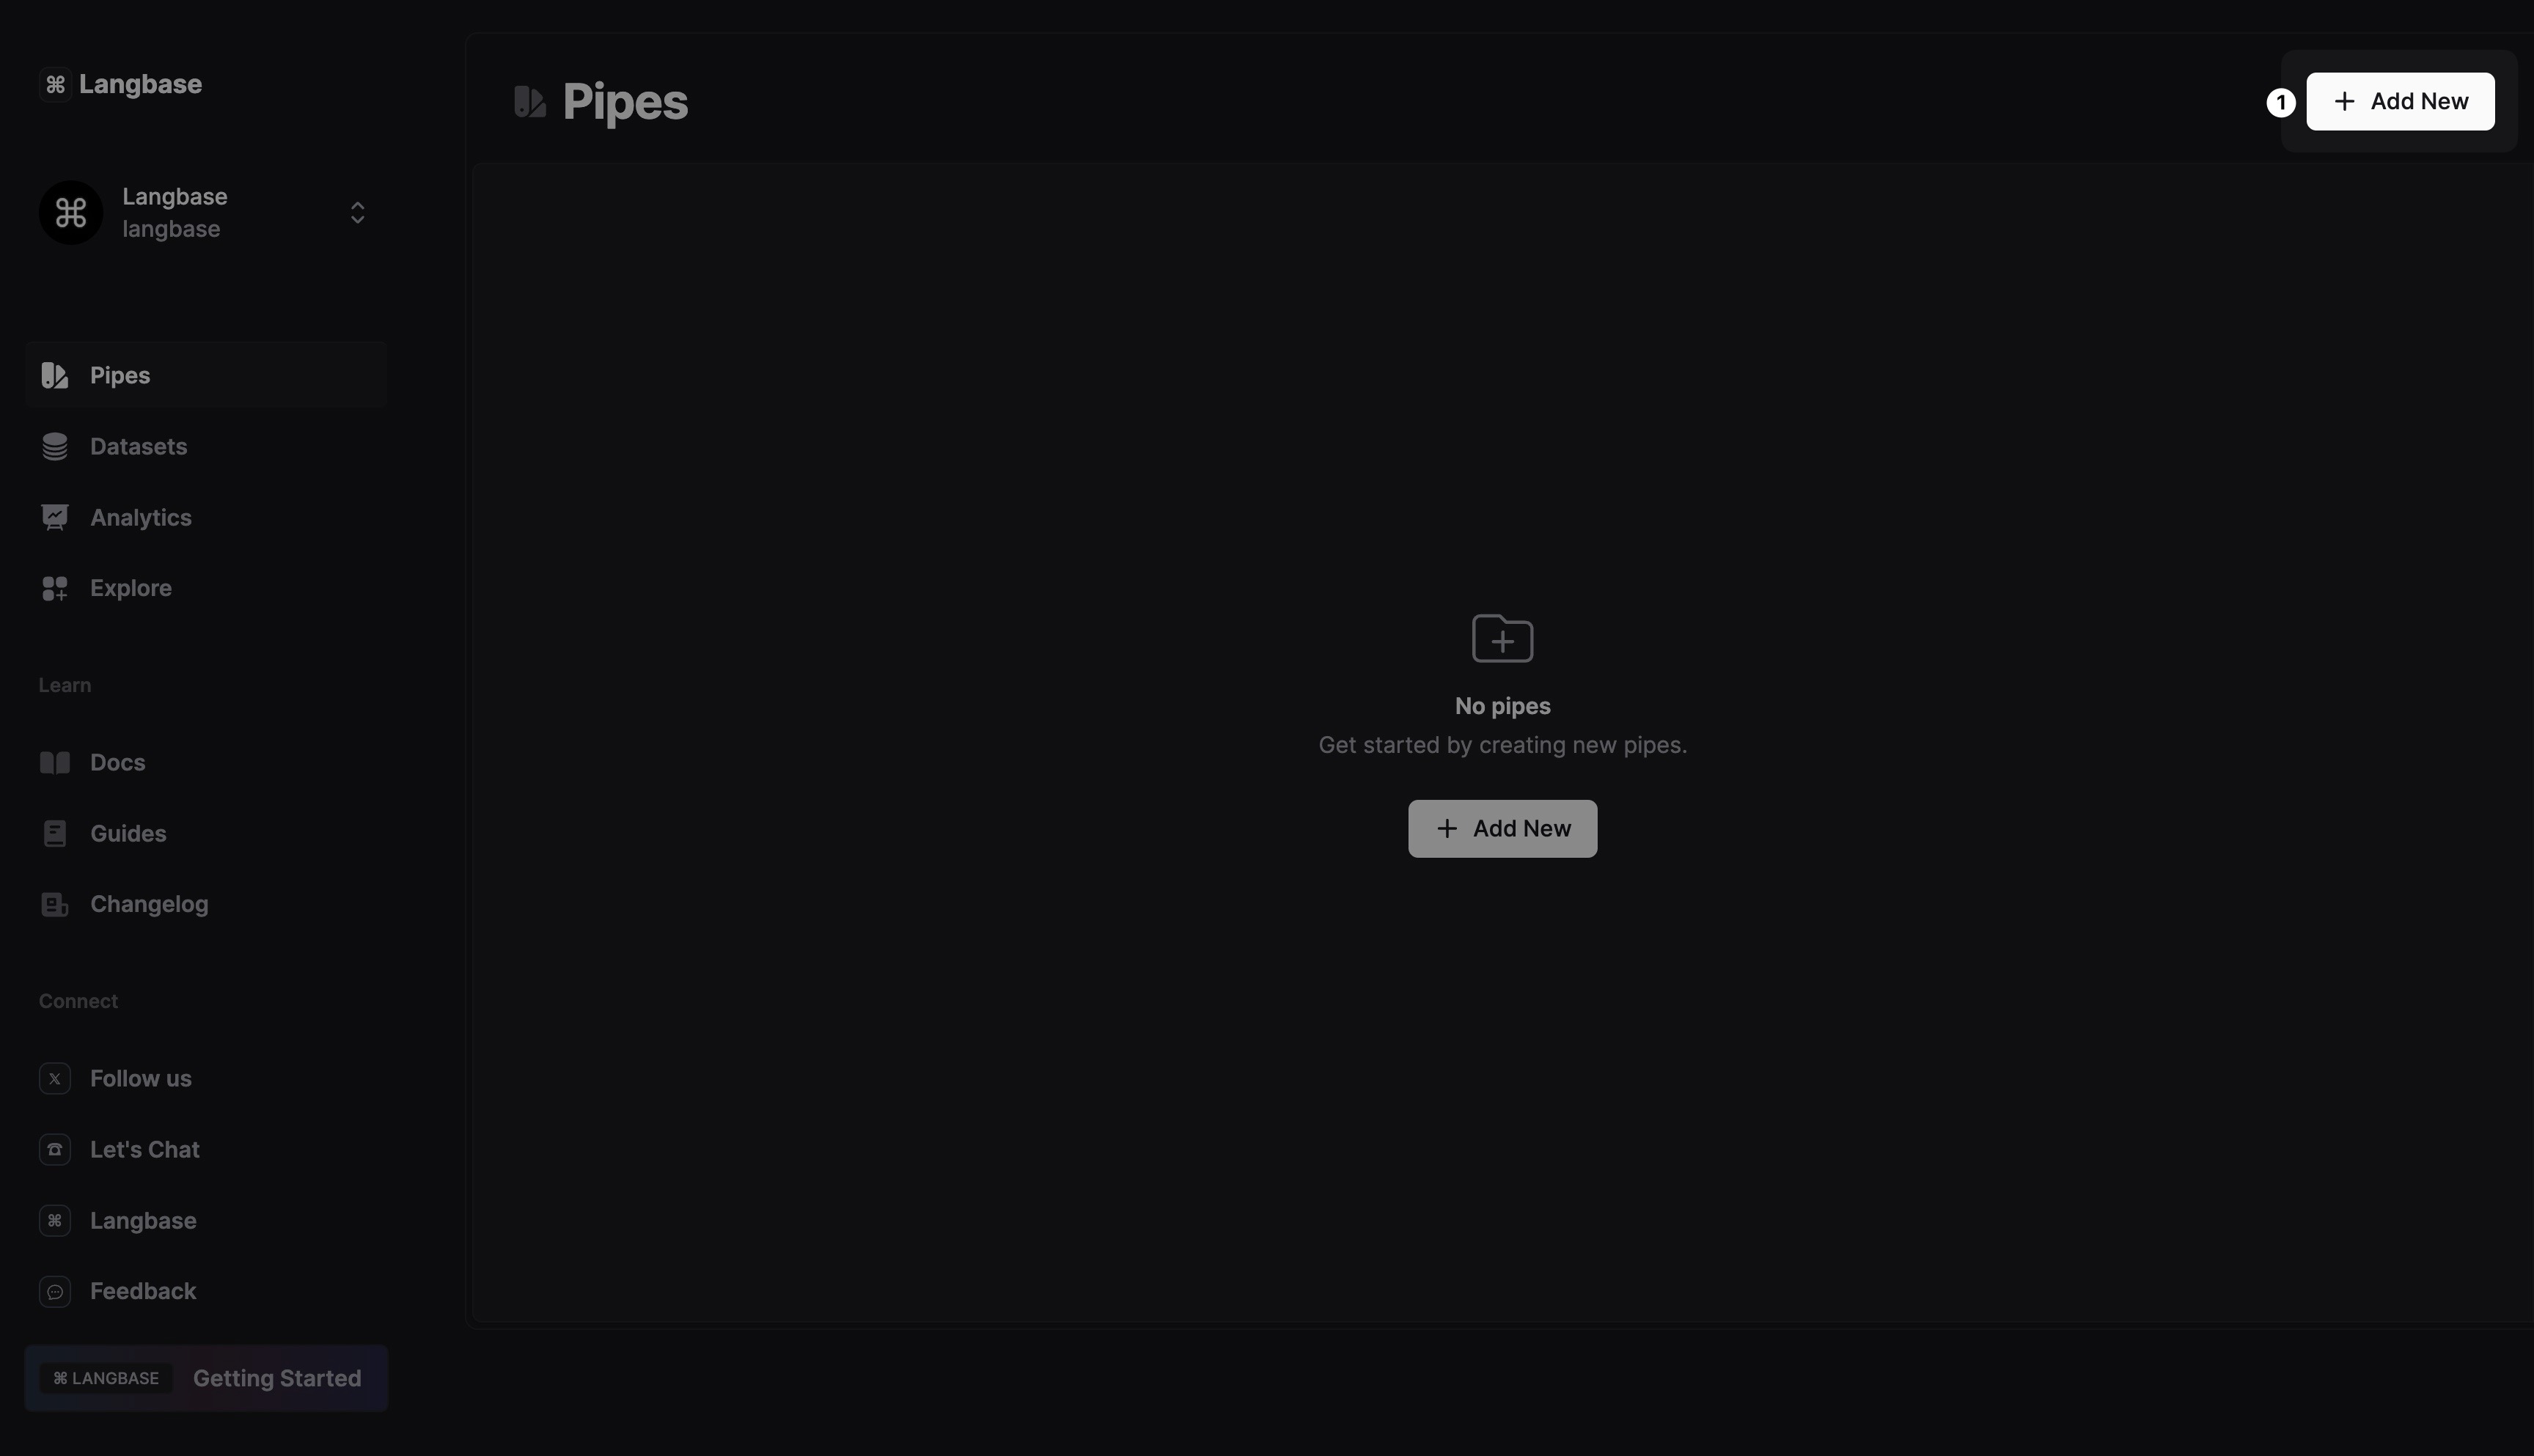 ⌘ Langbase
Langbase
langbase
Pipes
Datasets
Analytics
Explore
Learn
Docs
Guides
Changelog
Connect
Follow us
Let's Chat
Langbase
Feedback
⌘ LANGBASE Getting Started
Pipes
1 + Add New
No pipes
Get started by creating new pipes.
+ Add New